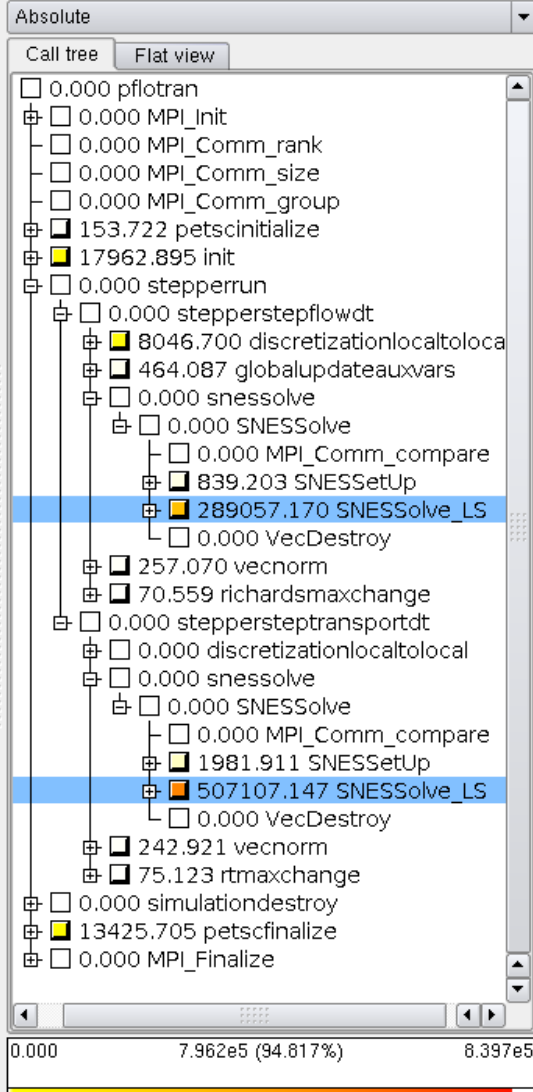 Absolute
Call tree Flat view
0.000 pflotran
0.000 MPI_Init
0.000 MPI_Comm_rank
0.000 MPI_Comm_size
0.000 MPI_Comm_group
153.722 petscinitialize
17962.895 init
0.000 stepperrun
0.000 stepperstepflowdt
8046.700 discretizationlocaltoloca
464.087 globalupdateauxvars
0.000 snessolve
0.000 SNESSolve
0.000 MPI_Comm_compare
839.203 SNESSetUp
289057.170 SNESSolve_LS
0.000 VecDestroy
257.070 vecnorm
70.559 richardsmaxchange
0.000 steppersteptransportdt
0.000 discretizationlocaltolocal
0.000 snessolve
0.000 SNESSolve
0.000 MPI_Comm_compare
1981.911 SNESSetUp
507107.147 SNESSolve_LS
0.000 VecDestroy
242.921 vecnorm
75.123 rtmaxchange
0.000 simulationdestroy
13425.705 petscfinalize
0.000 MPI_Finalize
0.000 7.962e5 (94.817%) 8.397e5